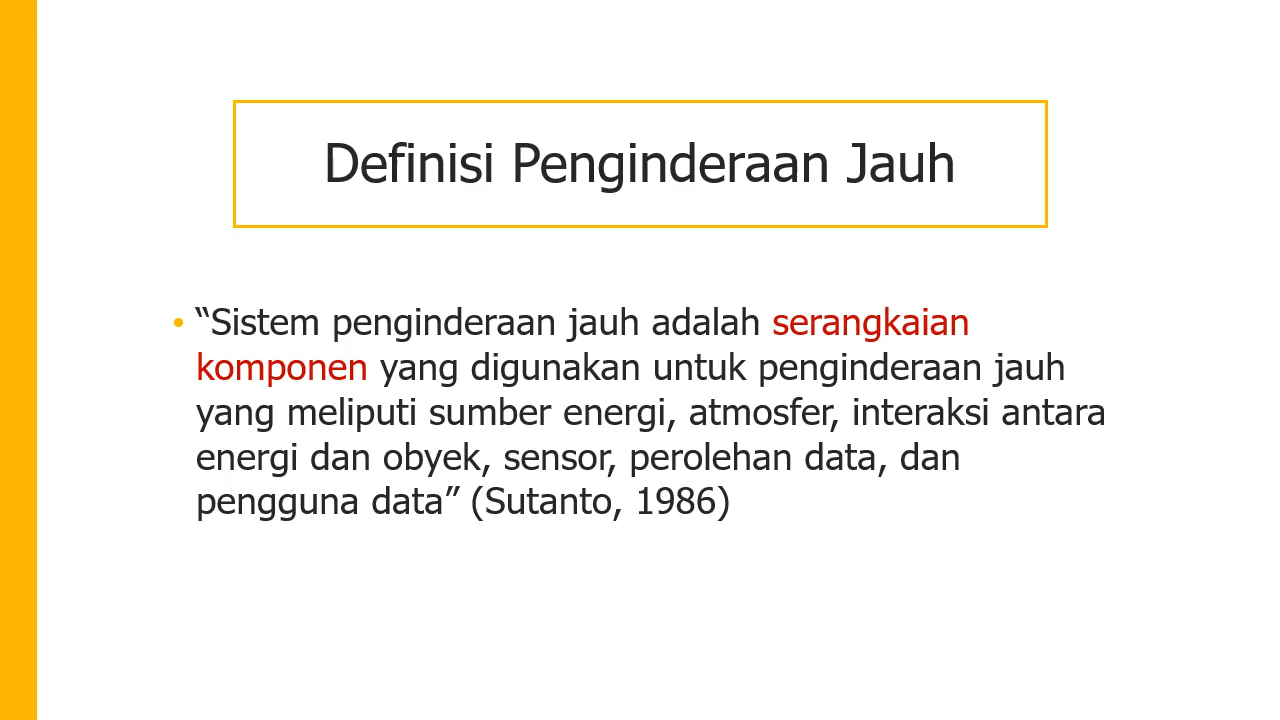 Definisi Penginderaan Jauh
• “Sistem penginderaan jauh adalah serangkaian
komponen yang digunakan untuk penginderaan jauh
yang meliputi sumber energi, atmosfer, interaksi antara
energi dan obyek, sensor, perolehan data, dan
pengguna data” (Sutanto, 1986)